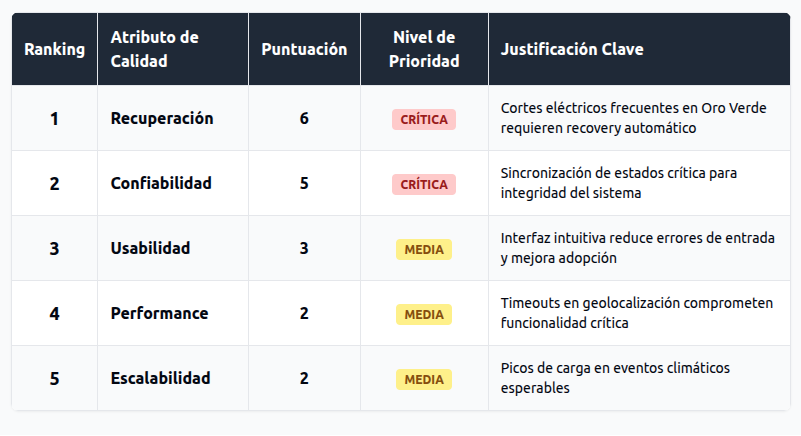 Ranking
Atributo de
Calidad
Puntuación
Nivel de
Prioridad
Justificación Clave
1
Recuperación
6
CRÍTICA
Cortes eléctricos frecuentes en Oro Verde
requieren recovery automático
2
Confiabilidad
5
CRÍTICA
Sincronización de estados crítica para
integridad del sistema
3
Usabilidad
3
MEDIA
Interfaz intuitiva reduce errores de entrada
y mejora adopción
4
Performance
2
MEDIA
Timeouts en geolocalización comprometen
funcionalidad crítica
5
Escalabilidad
2
MEDIA
Picos de carga en eventos climáticos
esperables